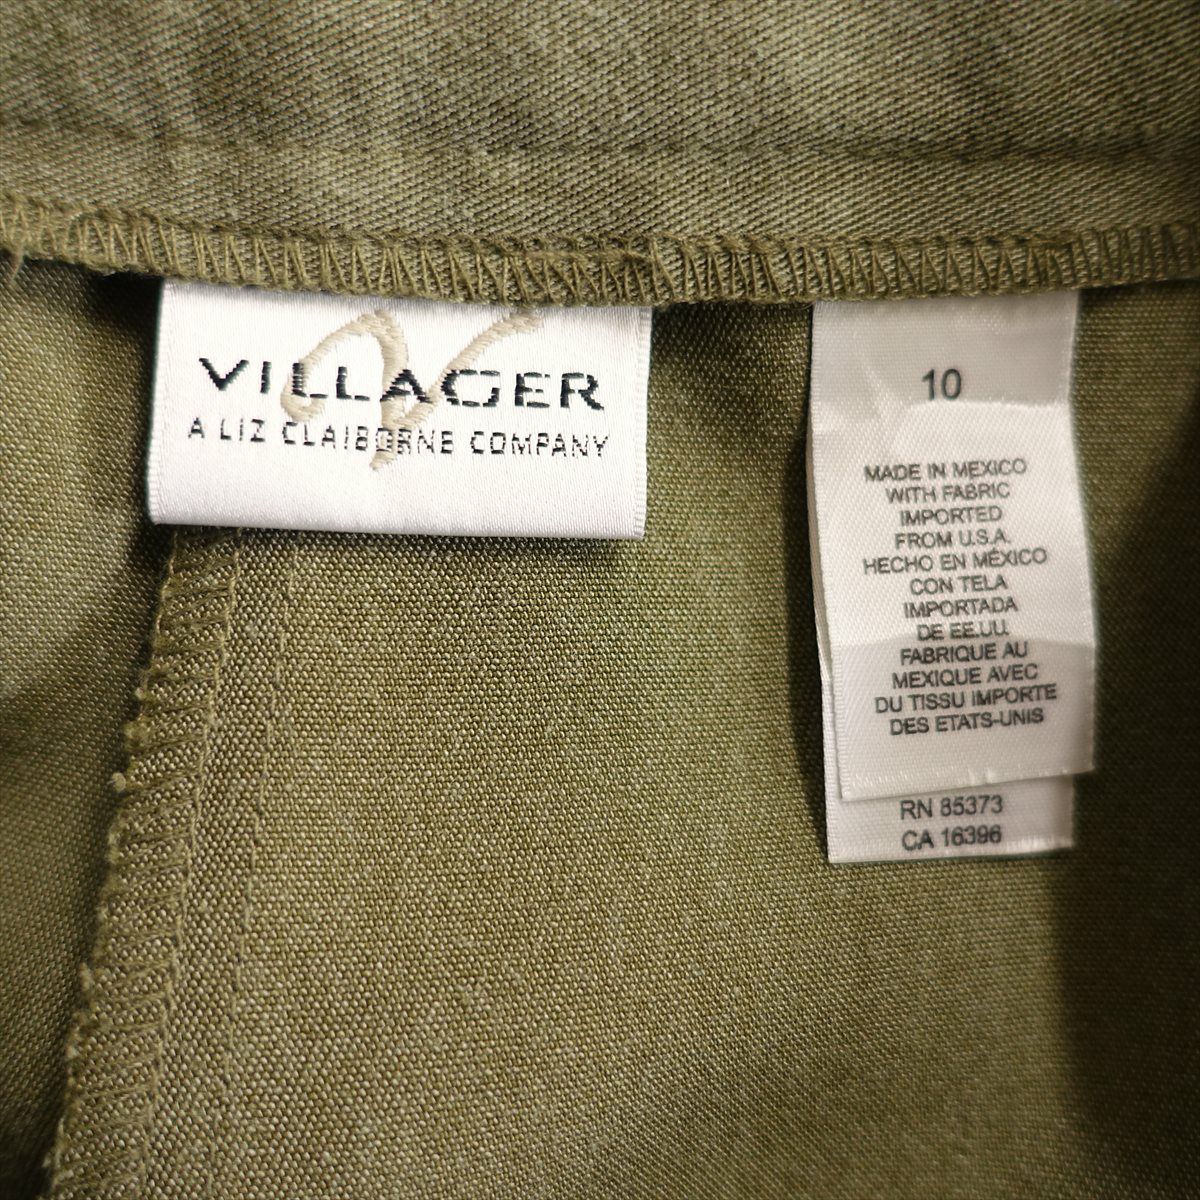 VILLAGER
A LIZ CLAIBORNE COMPANY
10
MADE IN MEXICO
WITH FABRIC
IMPORTED
FROM U.S.A.
HECHO EN MÉXICO
CON TELA
IMPORTADA
DE EE.UU.
FABRIQUE AU
MEXIQUE AVEC
DU TISSU IMPORTE
DES ETATS-UNIS
RN 85373
CA 16396